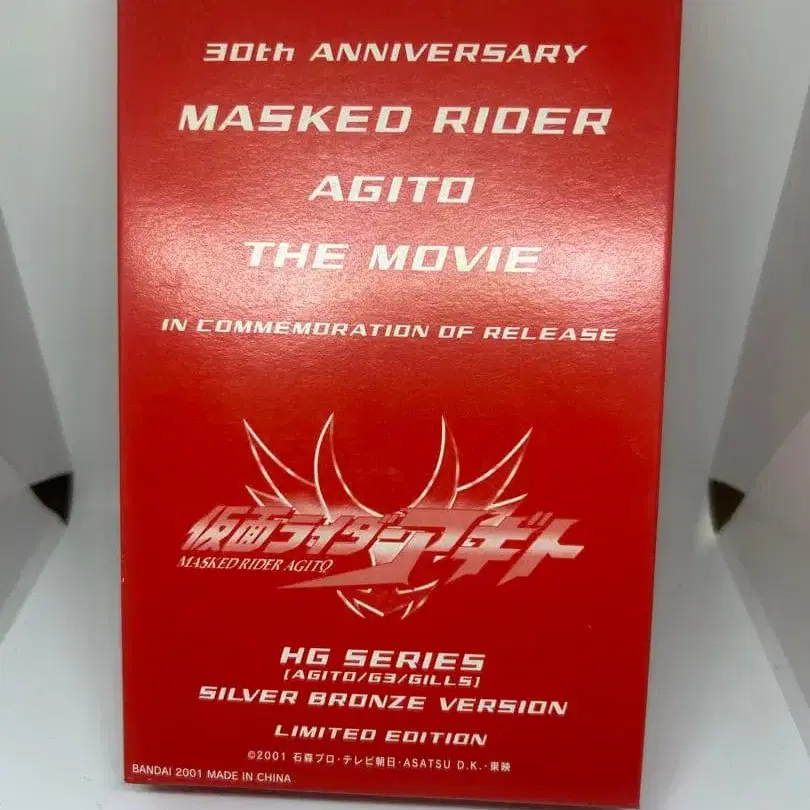 30th ANNIVERSARY
MASKED RIDER
AGITO
THE MOVIE
IN COMMEMORATION OF RELEASE
仮面ライダーアギト
MASKED RIDER AGITO
HG SERIES
[AGITO/G3/GILLS]
SILVER BRONZE VERSION
LIMITED EDITION
©2001 石森プロ・テレビ朝日・ASATSU D.K.・東映
BANDAI 2001 MADE IN CHINA